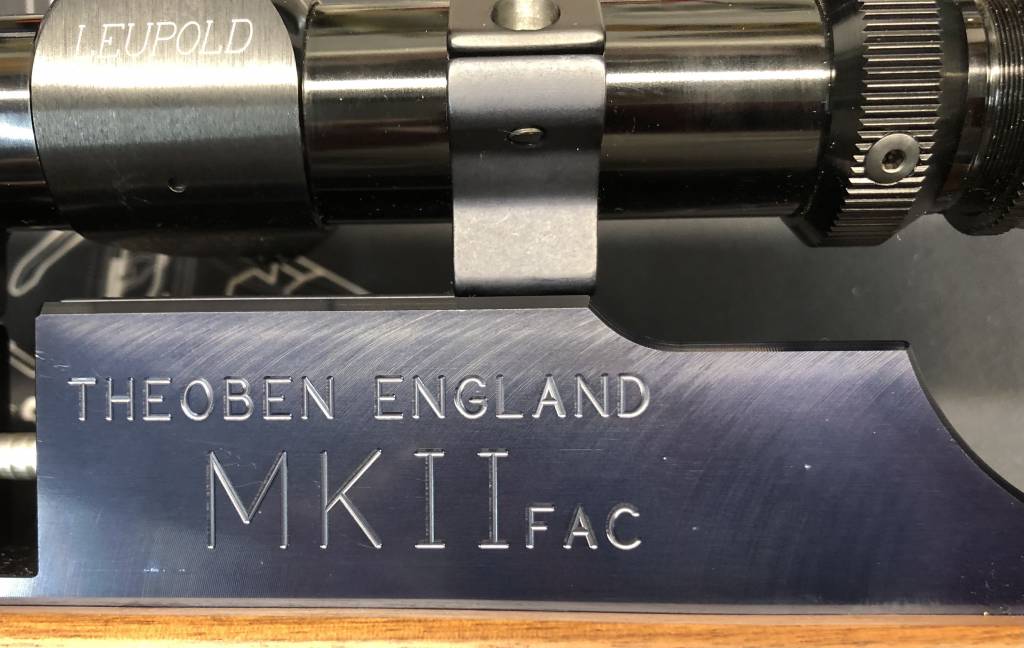 LEUPOLD
THEOBEN ENGLAND
MKII FAC